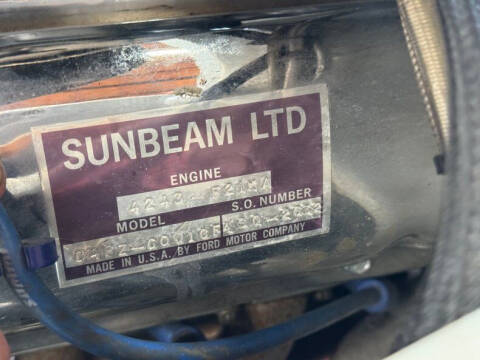 SUNBEAM LTD
ENGINE
MODEL
S.O. NUMBER
MADE IN U.S.A. BY FORD MOTOR COMPANY